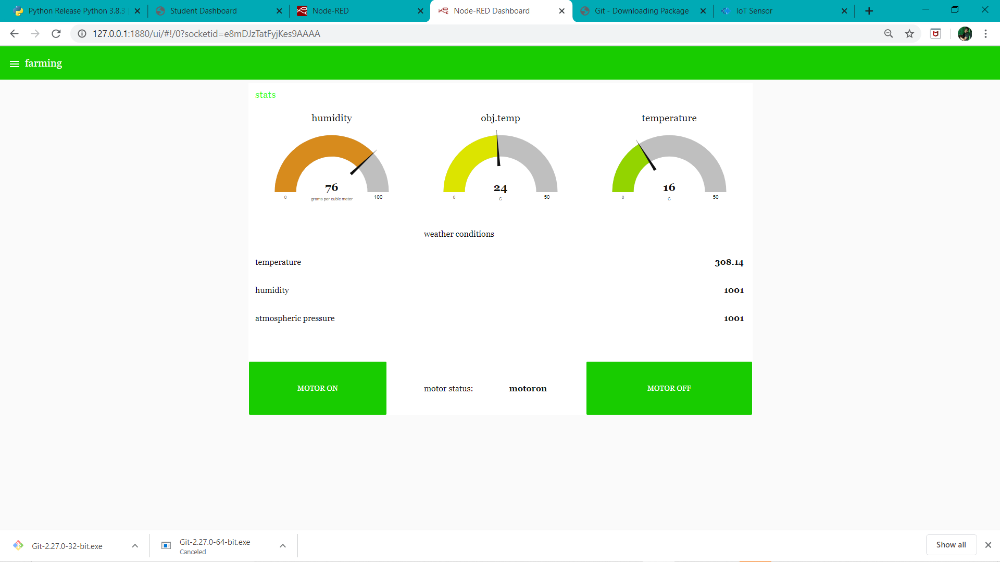 Python Release Python 3.8.3
Student Dashboard
Node-RED
Node-RED Dashboard
Git - Downloading Package
IoT Sensor
127.0.0.1:1880/ui/#!/0?socketid=e8mDJzTatFyjKes9AAAA
farming
stats
humidity
obj.temp
temperature
76
grams per cubic meter
0
100
24
C
0
50
16
C
0
50
weather conditions
temperature 308.14
humidity 1001
atmospheric pressure 1001
MOTOR ON
motor status: motoron
MOTOR OFF
Git-2.27.0-32-bit.exe
Git-2.27.0-64-bit.exe
Canceled
Show all